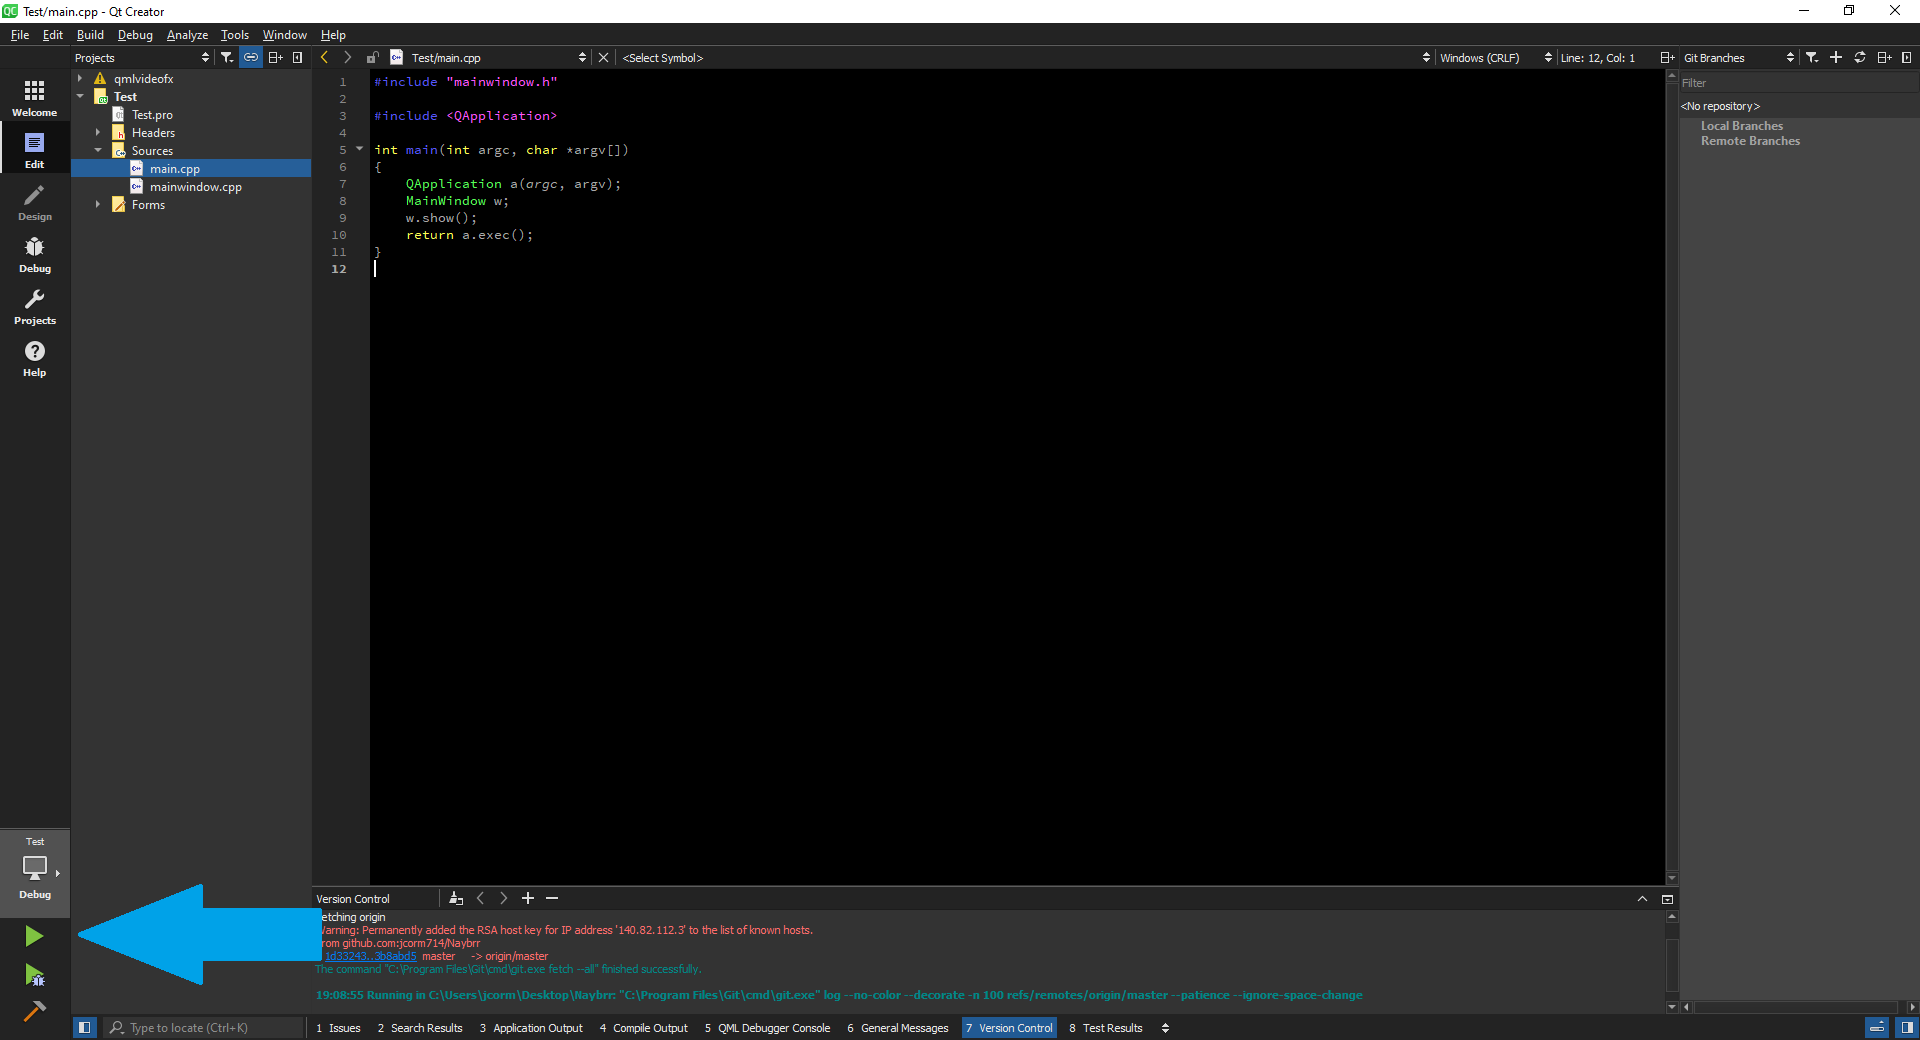 Test/main.cpp - Qt Creator
File Edit Build Debug Analyze Tools Window Help
Projects
Test/main.cpp
<Select Symbol>
Windows (CRLF)
Line: 12, Col: 1
Git Branches
Welcome
Edit
Design
Debug
Projects
Help
qmlvideofx
Test
Test.pro
Headers
Sources
main.cpp
mainwindow.cpp
Forms
1 #include "mainwindow.h"
2
3 #include <QApplication>
4
5 int main(int argc, char *argv[])
6 {
7 QApplication a(argc, argv);
8 MainWindow w;
9 w.show();
10 return a.exec();
11 }
12
Filter
<No repository>
Local Branches
Remote Branches
Test
Debug
Version Control
etching origin
Warning: Permanently added the RSA host key for IP address '140.82.112.3' to the list of known hosts.
rom github.com:jcorm714/Naybrr
1d33243..3b8abd5 master -> origin/master
The command "C:\Program Files\Git\cmd\git.exe fetch --all" finished successfully.
19:08:55 Running in C:\Users\jcorm\Desktop\Naybrr: "C:\Program Files\Git\cmd\git.exe" log --no-color --decorate -n 100 refs/remotes/origin/master --patience --ignore-space-change
Type to locate (Ctrl+K)
1 Issues 2 Search Results 3 Application Output 4 Compile Output 5 QML Debugger Console 6 General Messages 7 Version Control 8 Test Results